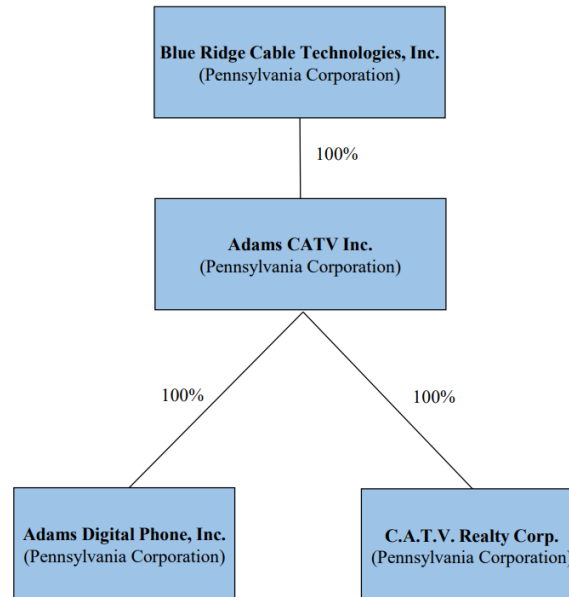 Blue Ridge Cable Technologies, Inc.
(Pennsylvania Corporation)
100%
Adams CATV Inc.
(Pennsylvania Corporation)
100%
100%
Adams Digital Phone, Inc.
(Pennsylvania Corporation)
C.A.T.V. Realty Corp.
(Pennsylvania Corporation)